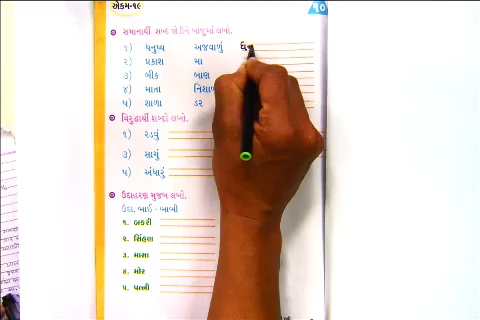 એકમ-૧૯ ૧૦
સમાનાર્થી શબ્દ જોડીને બાજુમાં લખો.
૧) ધનુષ્ય અજવાળું ધન
૨) પ્રકાશ મા
૩) બીક બાણ
૪) માતા
૫) શાળા ડર
વિરુદ્ધાર્થી શબ્દો લખો.
૧) રડવું
૩) સાચું
૫) અંધારું
ઉદાહરણ મુજબ લખો.
ઉદા. બાઈ - બાબી
૧. બકરી
૨. સિંહણ
૩. માસા
૪. મોર
૫. પત્ની